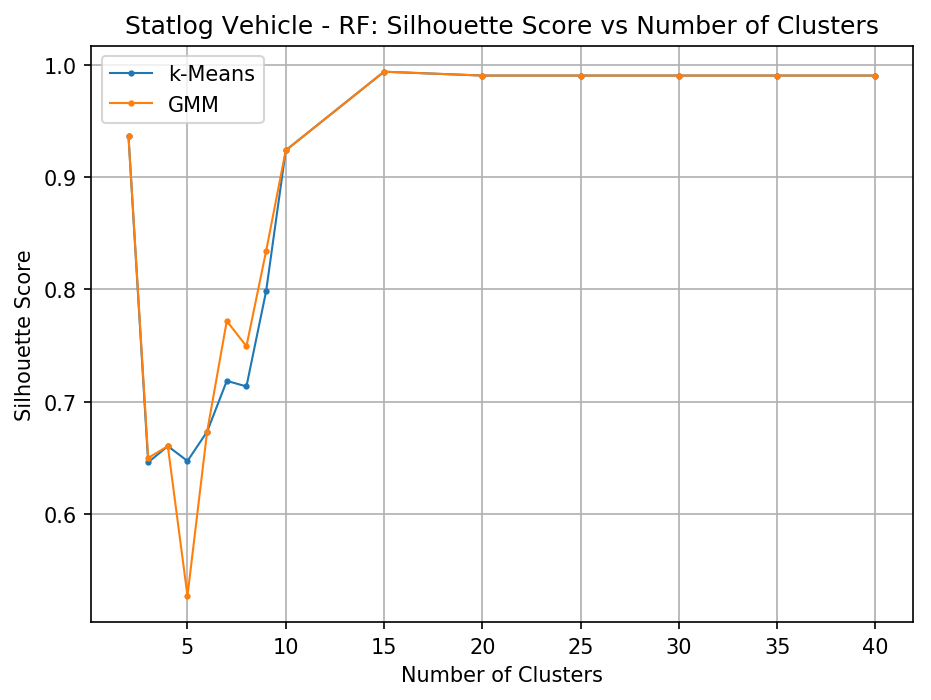 Statlog Vehicle - RF: Silhouette Score vs Number of Clusters
k-Means
GMM
1.0
0.9
0.8
0.7
0.6
Silhouette Score
5 10 15 20 25 30 35 40
Number of Clusters